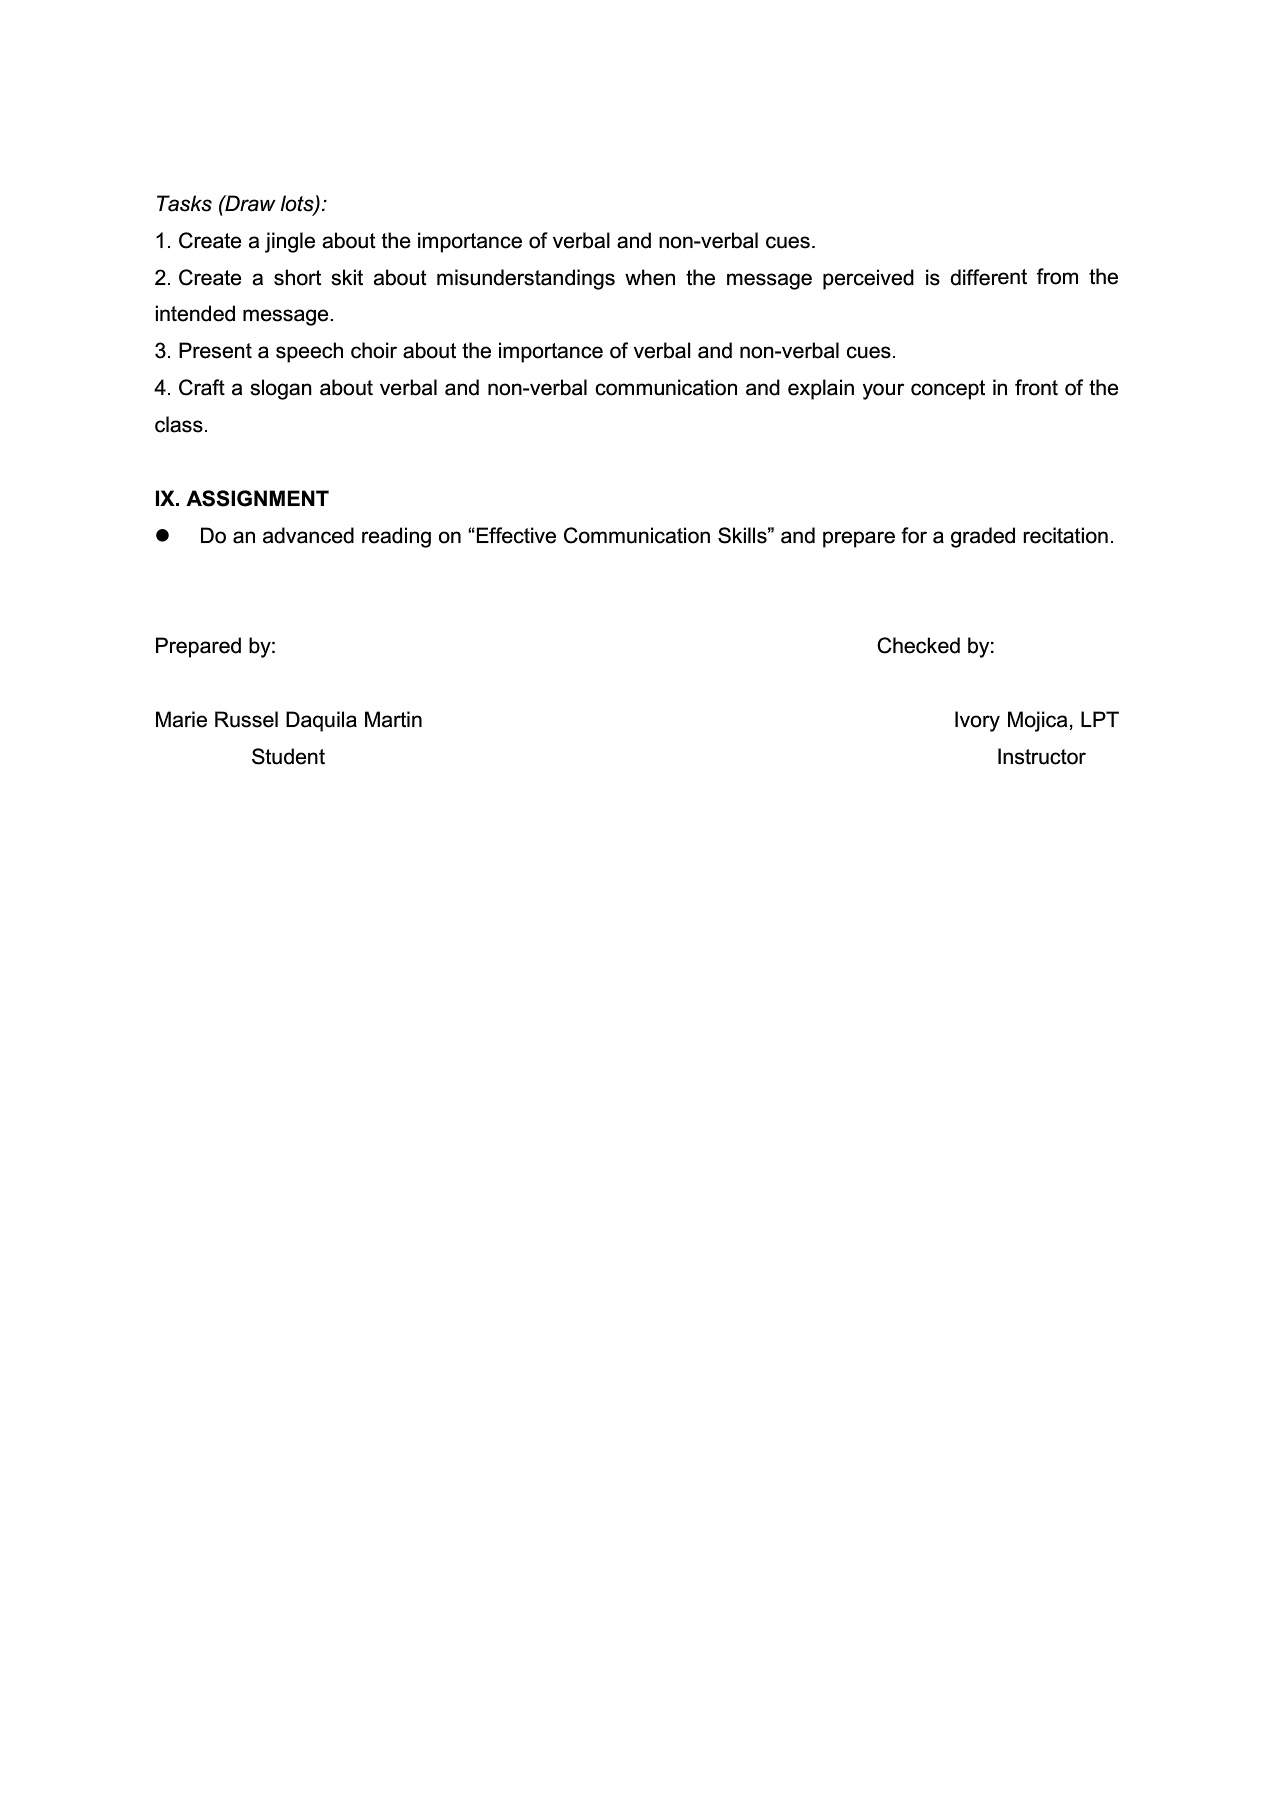 Tasks (Draw lots):
1. Create a jingle about the importance of verbal and non-verbal cues.
2. Create a short skit about misunderstandings when the message perceived is different from the
intended message.
3. Present a speech choir about the importance of verbal and non-verbal cues.
4. Craft a slogan about verbal and non-verbal communication and explain your concept in front of the
class.
IX. ASSIGNMENT
● Do an advanced reading on “Effective Communication Skills” and prepare for a graded recitation.
Prepared by: Checked by:
Marie Russel Daquila Martin Ivory Mojica, LPT
Student Instructor